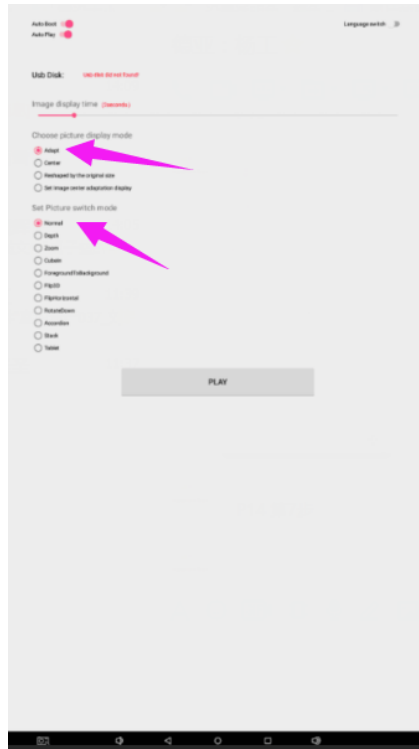 Auto Boot
Language switch
Auto Play
Usb Disk: Usb disk did not found!
Image display time (Seconds)
Choose picture display mode
Adapt
Center
Reshaped by the original size
Set image center adaptation display
Set Picture switch mode
Normal
Depth
Zoom
CubeIn
ForegroundToBackground
Flip3D
FlipHorizontal
RotateDown
Accordion
Stack
Tablet
PLAY